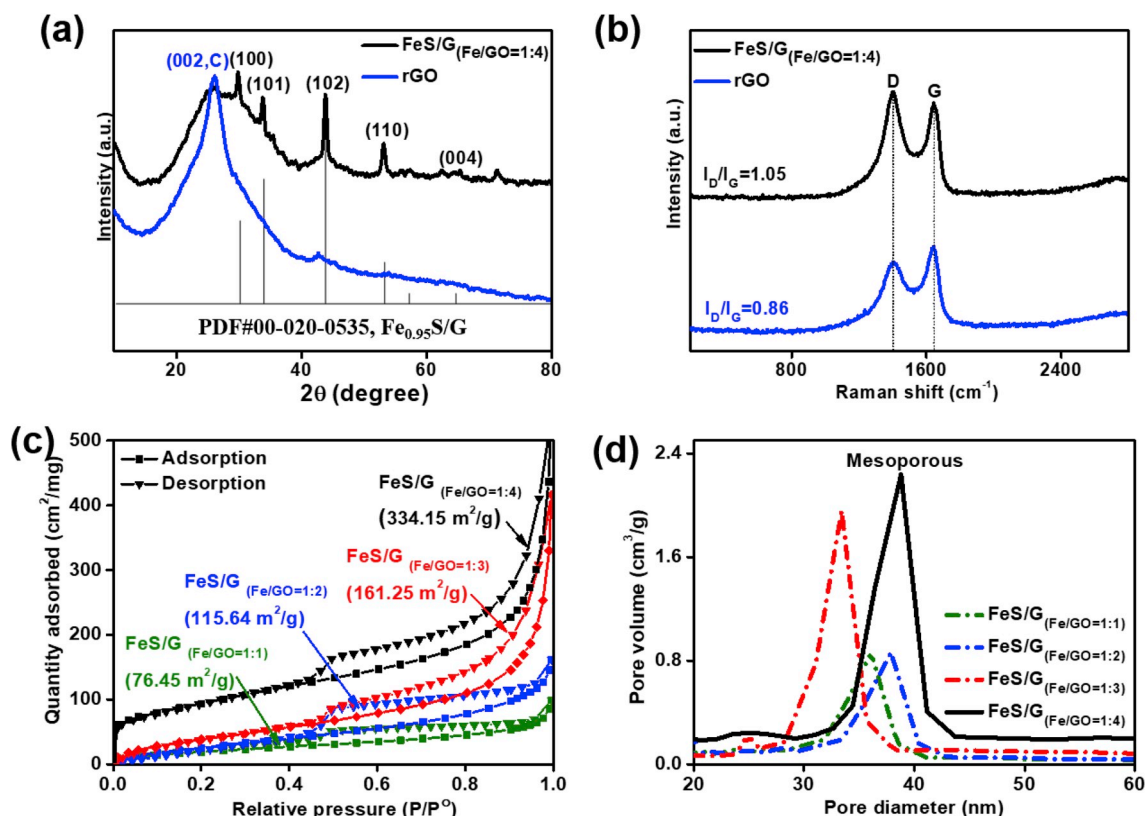 (a)
FeS/G(Fe/GO=1:4)
rGO
(002,C)
(100)
(101)
(102)
(110)
(004)
PDF#00-020-0535, Fe0.95S/G
Intensity (a.u.)
20
40
60
80
2θ (degree)
(b)
FeS/G(Fe/GO=1:4)
rGO
D
G
ID/IG=1.05
ID/IG=0.86
Intensity (a.u.)
800
1600
2400
Raman shift (cm-1)
(c)
Adsorption
Desorption
FeS/G (Fe/GO=1:4)
(334.15 m2/g)
FeS/G (Fe/GO=1:3)
(161.25 m2/g)
FeS/G (Fe/GO=1:2)
(115.64 m2/g)
FeS/G (Fe/GO=1:1)
(76.45 m2/g)
Quantity adsorbed (cm2/mg)
500
400
300
200
100
0
0.0
0.2
0.4
0.6
0.8
1.0
Relative pressure (P/PO)
(d)
Mesoporous
FeS/G(Fe/GO=1:1)
FeS/G(Fe/GO=1:2)
FeS/G(Fe/GO=1:3)
FeS/G(Fe/GO=1:4)
Pore volume (cm3/g)
2.4
1.6
0.8
0.0
20
30
40
50
60
Pore diameter (nm)